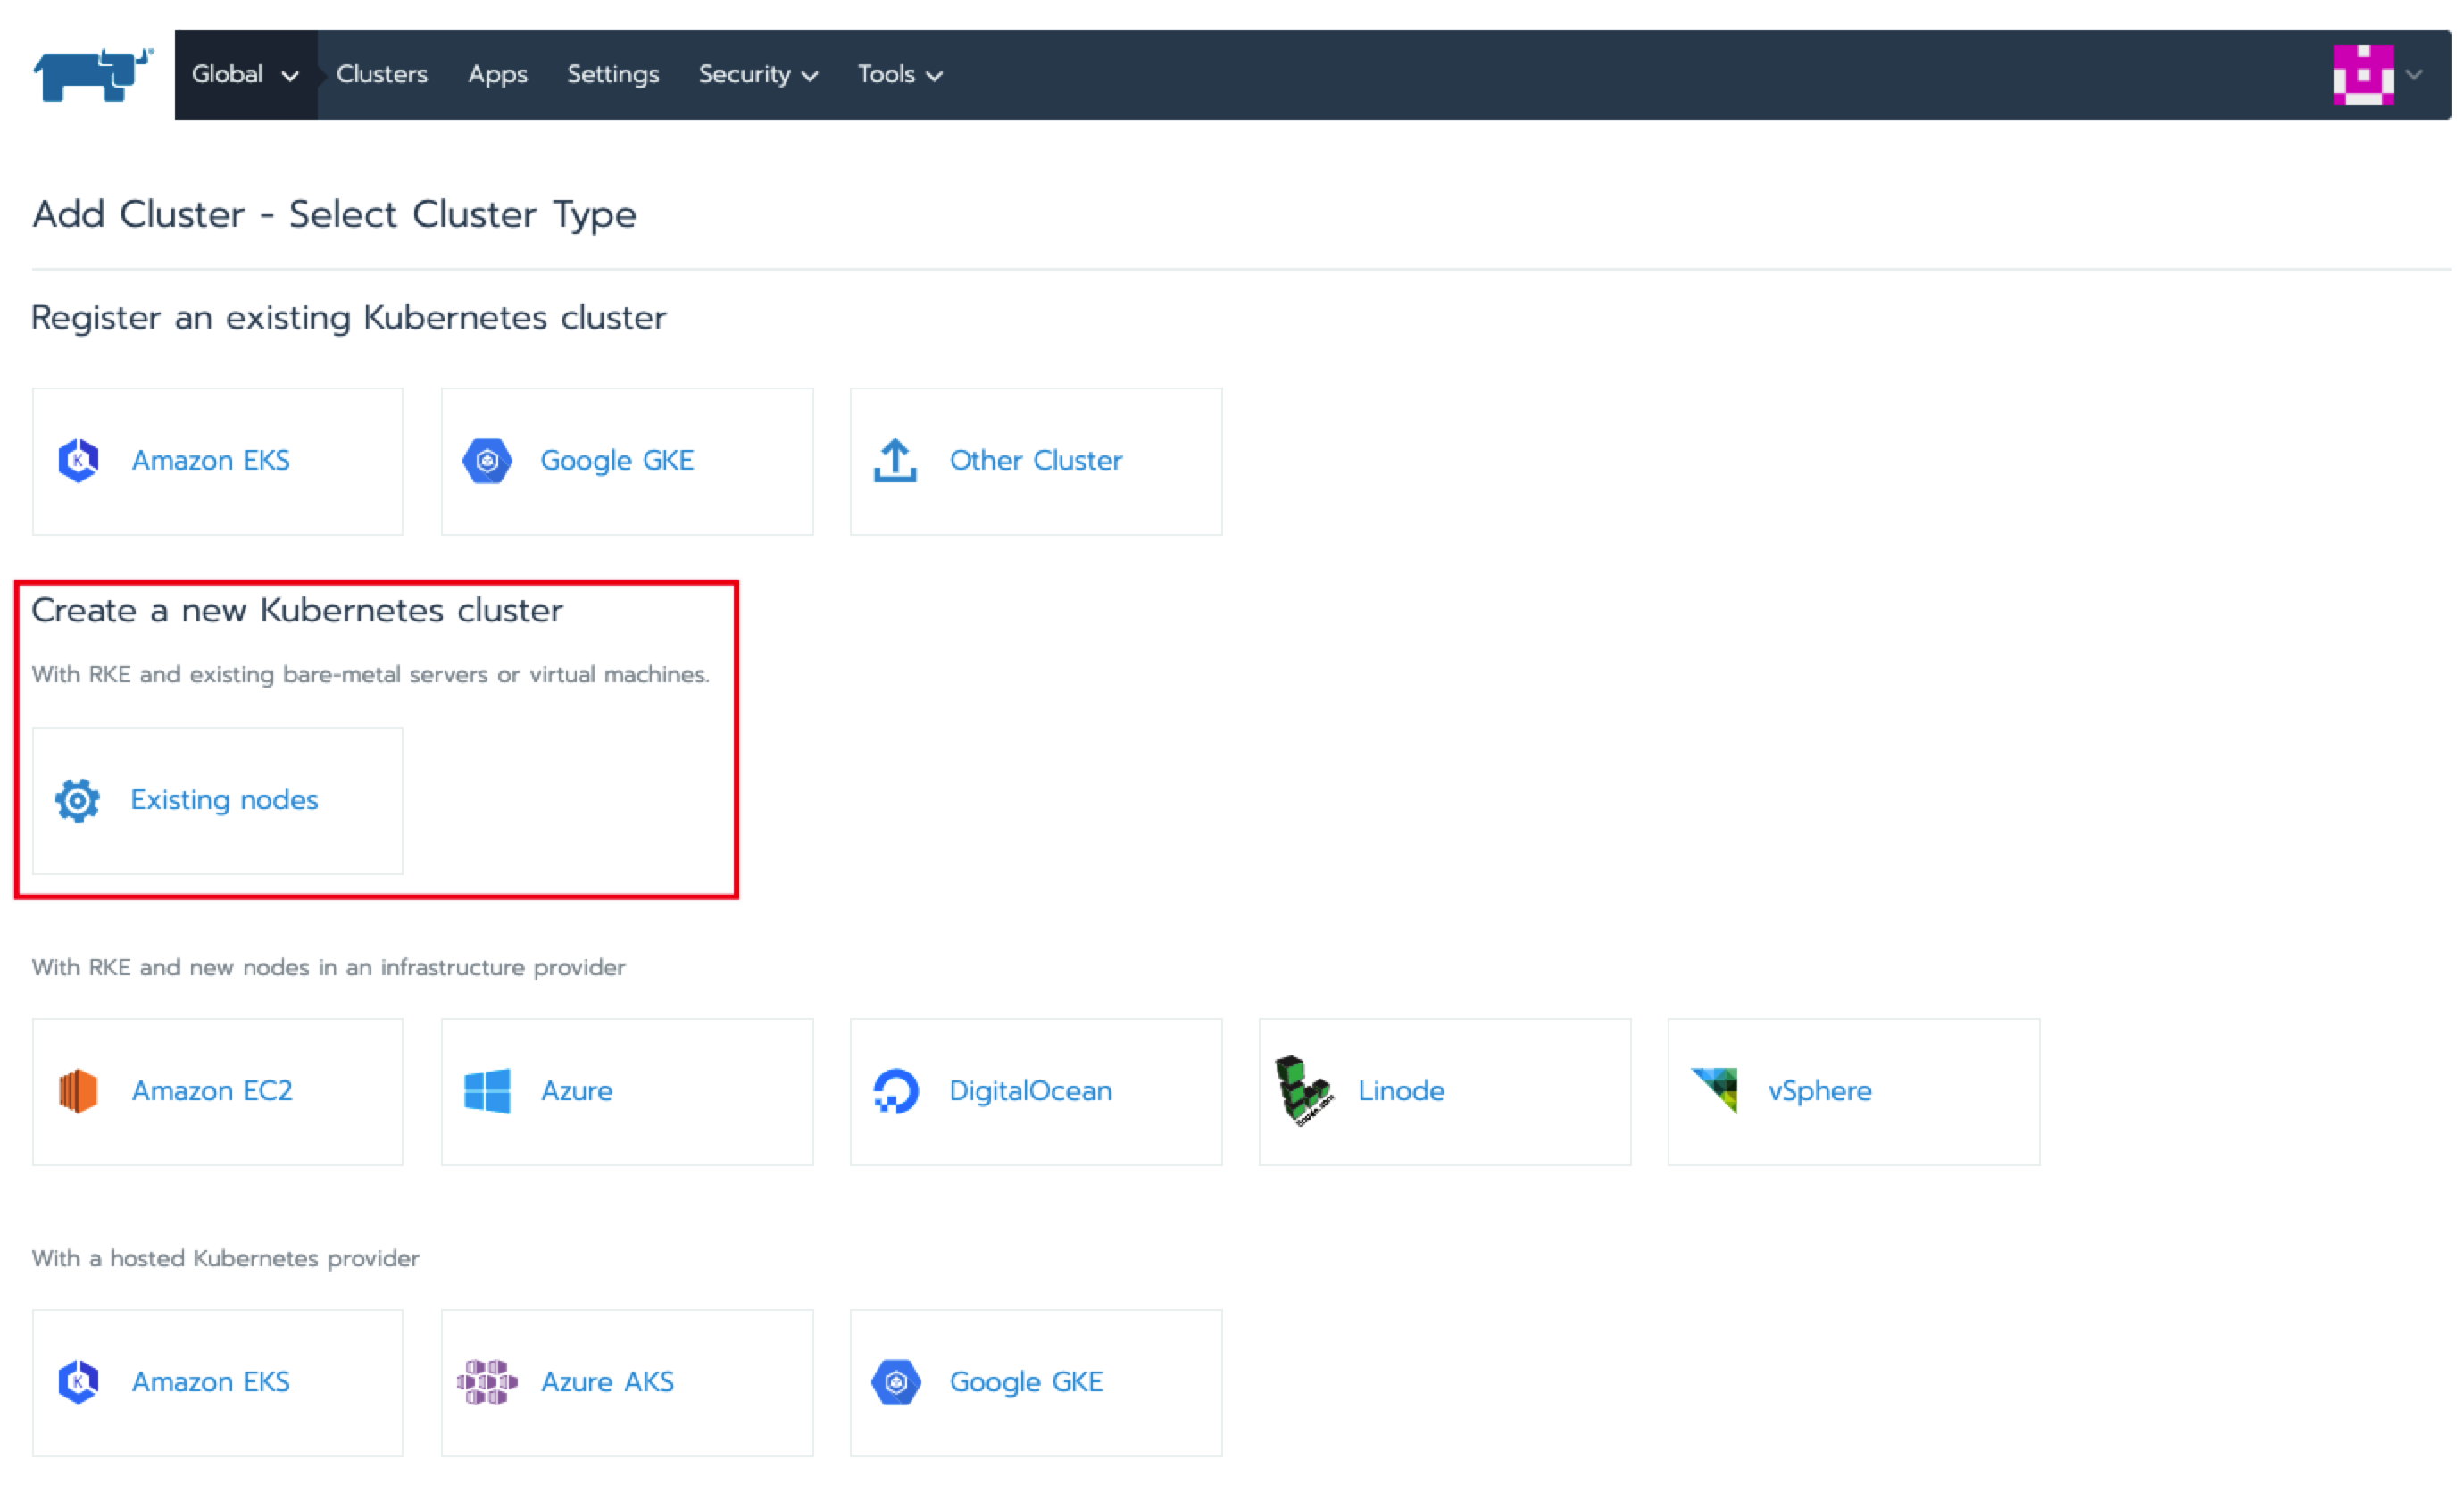 Global Clusters Apps Settings Security Tools
Add Cluster - Select Cluster Type
Register an existing Kubernetes cluster
Amazon EKS Google GKE Other Cluster
Create a new Kubernetes cluster
With RKE and existing bare-metal servers or virtual machines.
Existing nodes
With RKE and new nodes in an infrastructure provider
Amazon EC2 Azure DigitalOcean Linode vSphere
linode.com
With a hosted Kubernetes provider
Amazon EKS Azure AKS Google GKE